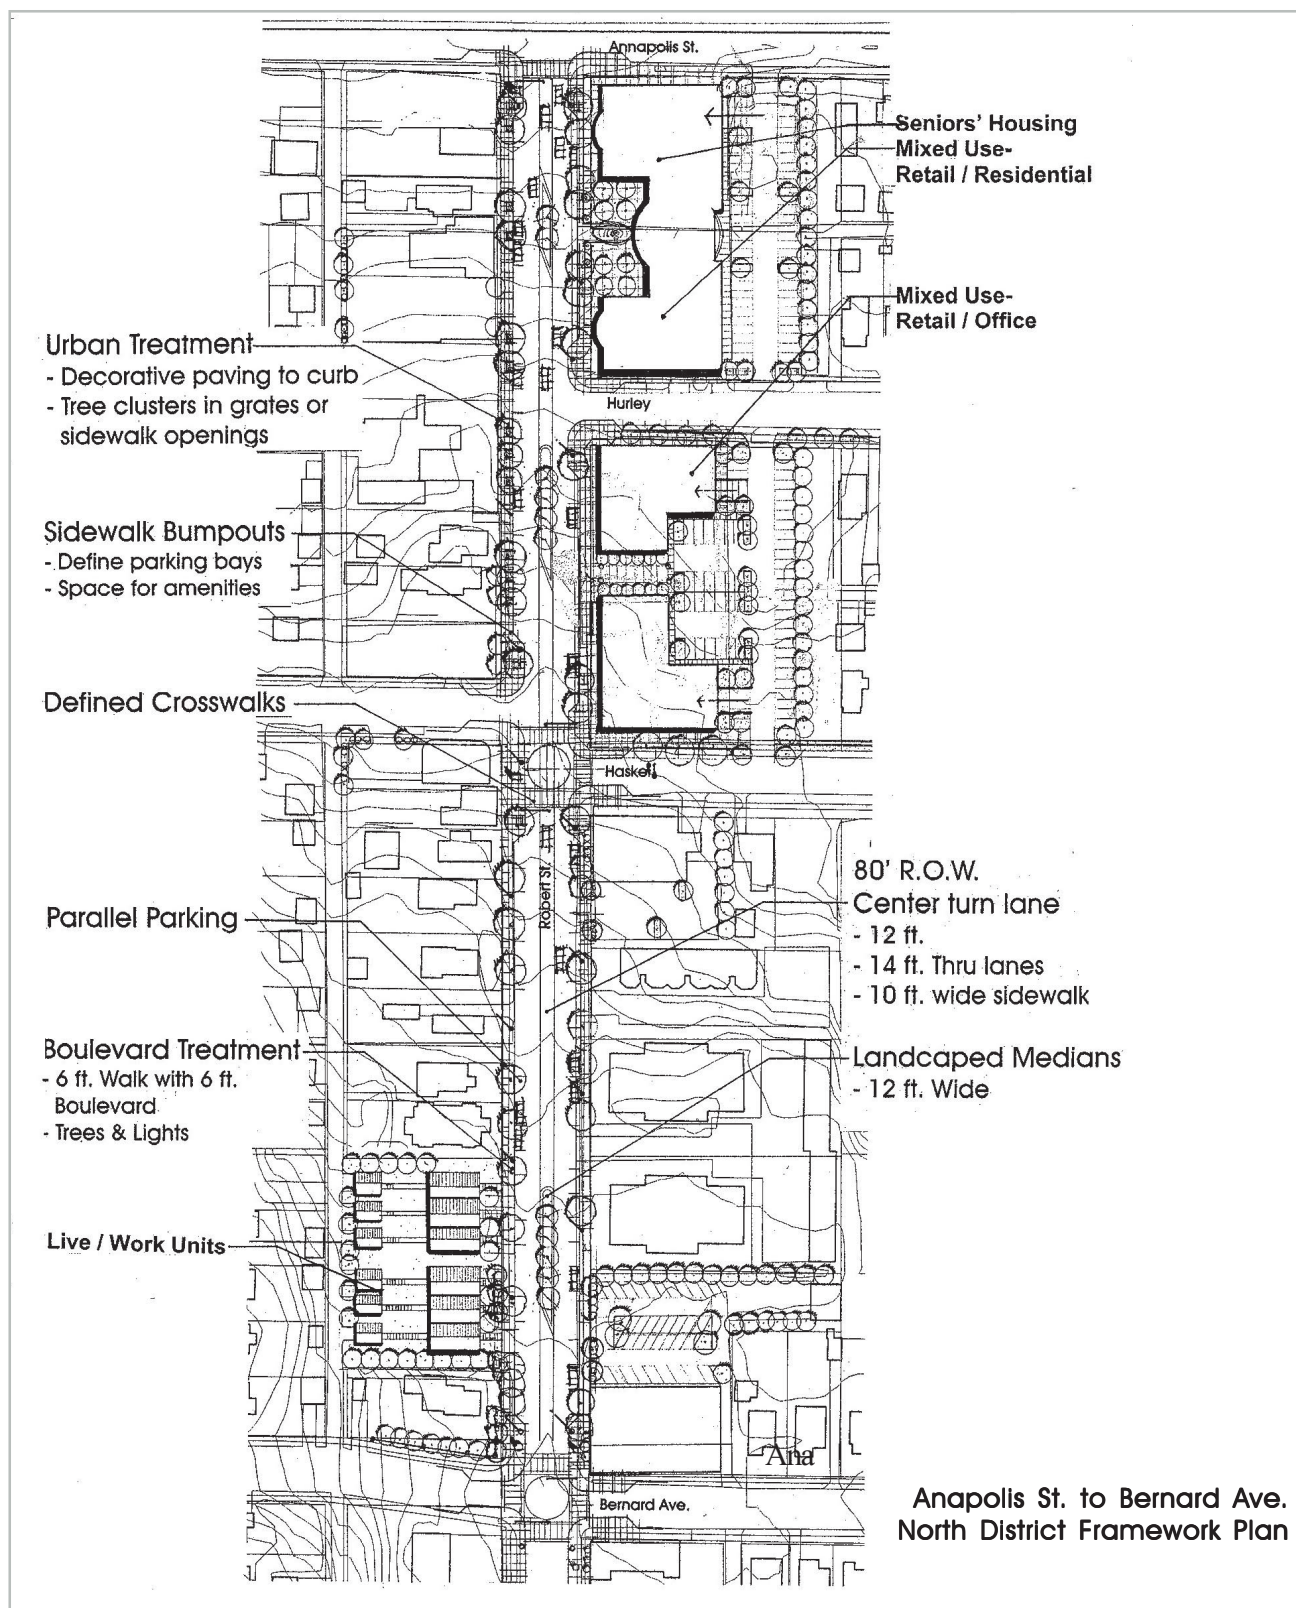 Annapolis St.
Seniors' Housing
Mixed Use-
Retail / Residential
Mixed Use-
Retail / Office
Urban Treatment
- Decorative paving to curb
- Tree clusters in grates or
sidewalk openings
Hurley
Sidewalk Bumpouts
- Define parking bays
- Space for amenities
Defined Crosswalks
Haskell
Robert St.
80' R.O.W.
Center turn lane
- 12 ft.
- 14 ft. Thru lanes
- 10 ft. wide sidewalk
Parallel Parking
Boulevard Treatment
- 6 ft. Walk with 6 ft.
Boulevard
- Trees & Lights
Landcaped Medians
- 12 ft. Wide
Live / Work Units
Ana
Bernard Ave.
Anapolis St. to Bernard Ave.
North District Framework Plan